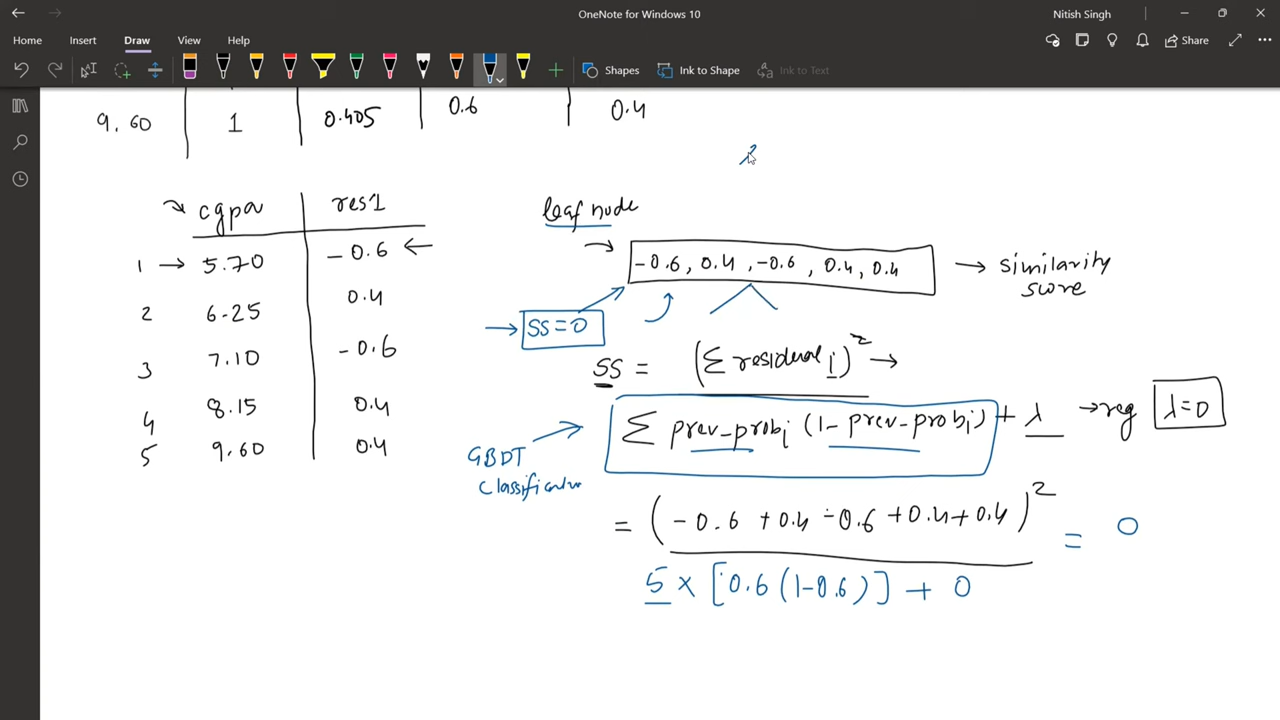 OneNote for Windows 10
Nitish Singh
Home Insert Draw View Help
Share
Shapes Ink to Shape Ink to Text
9.60 1 0.405 0.6 0.4
cgpa res1
1 → 5.70 -0.6 ←
2 6.25 0.4
3 7.10 -0.6
4 8.15 0.4
5 9.60 0.4
leaf node
-0.6, 0.4, -0.6, 0.4, 0.4 → similarity
score
→ SS=0
SS = (Σ residual i)² →
Σ prev_prob i (1 - prev_prob i) + λ → reg λ=0
GBDT
= (-0.6 + 0.4 - 0.6 + 0.4 + 0.4)² = 0
5 × [0.6 (1-0.6)] + 0